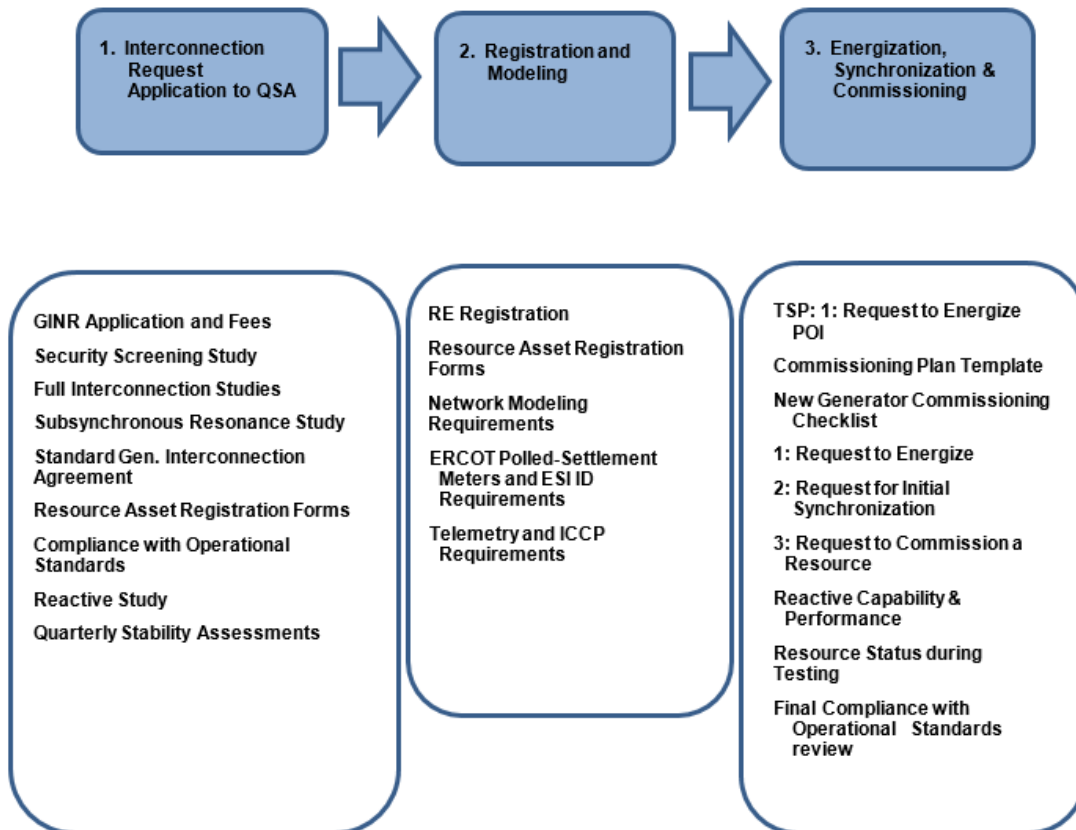 1. Interconnection
Request
Application to QSA
2. Registration and
Modeling
3. Energization,
Synchronization &
Conmissioning
GINR Application and Fees
Security Screening Study
Full Interconnection Studies
Subsynchronous Resonance Study
Standard Gen. Interconnection
Agreement
Resource Asset Registration Forms
Compliance with Operational
Standards
Reactive Study
Quarterly Stability Assessments
RE Registration
Resource Asset Registration
Forms
Network Modeling
Requirements
ERCOT Polled-Settlement
Meters and ESI ID
Requirements
Telemetry and ICCP
Requirements
TSP: 1: Request to Energize
POI
Commissioning Plan Template
New Generator Commissioning
Checklist
1: Request to Energize
2: Request for Initial
Synchronization
3: Request to Commission a
Resource
Reactive Capability &
Performance
Resource Status during
Testing
Final Compliance with
Operational Standards
review